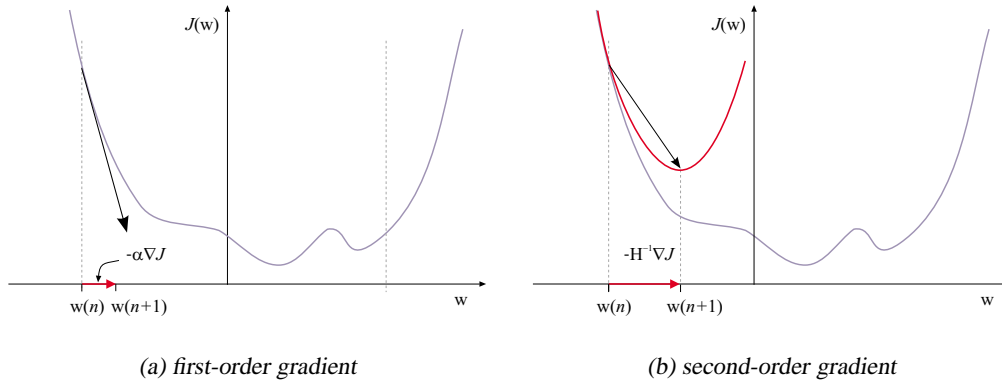 J(w)
-α∇J
w(n) w(n+1)
w
(a) first-order gradient
J(w)
-H⁻¹∇J
w(n) w(n+1)
w
(b) second-order gradient